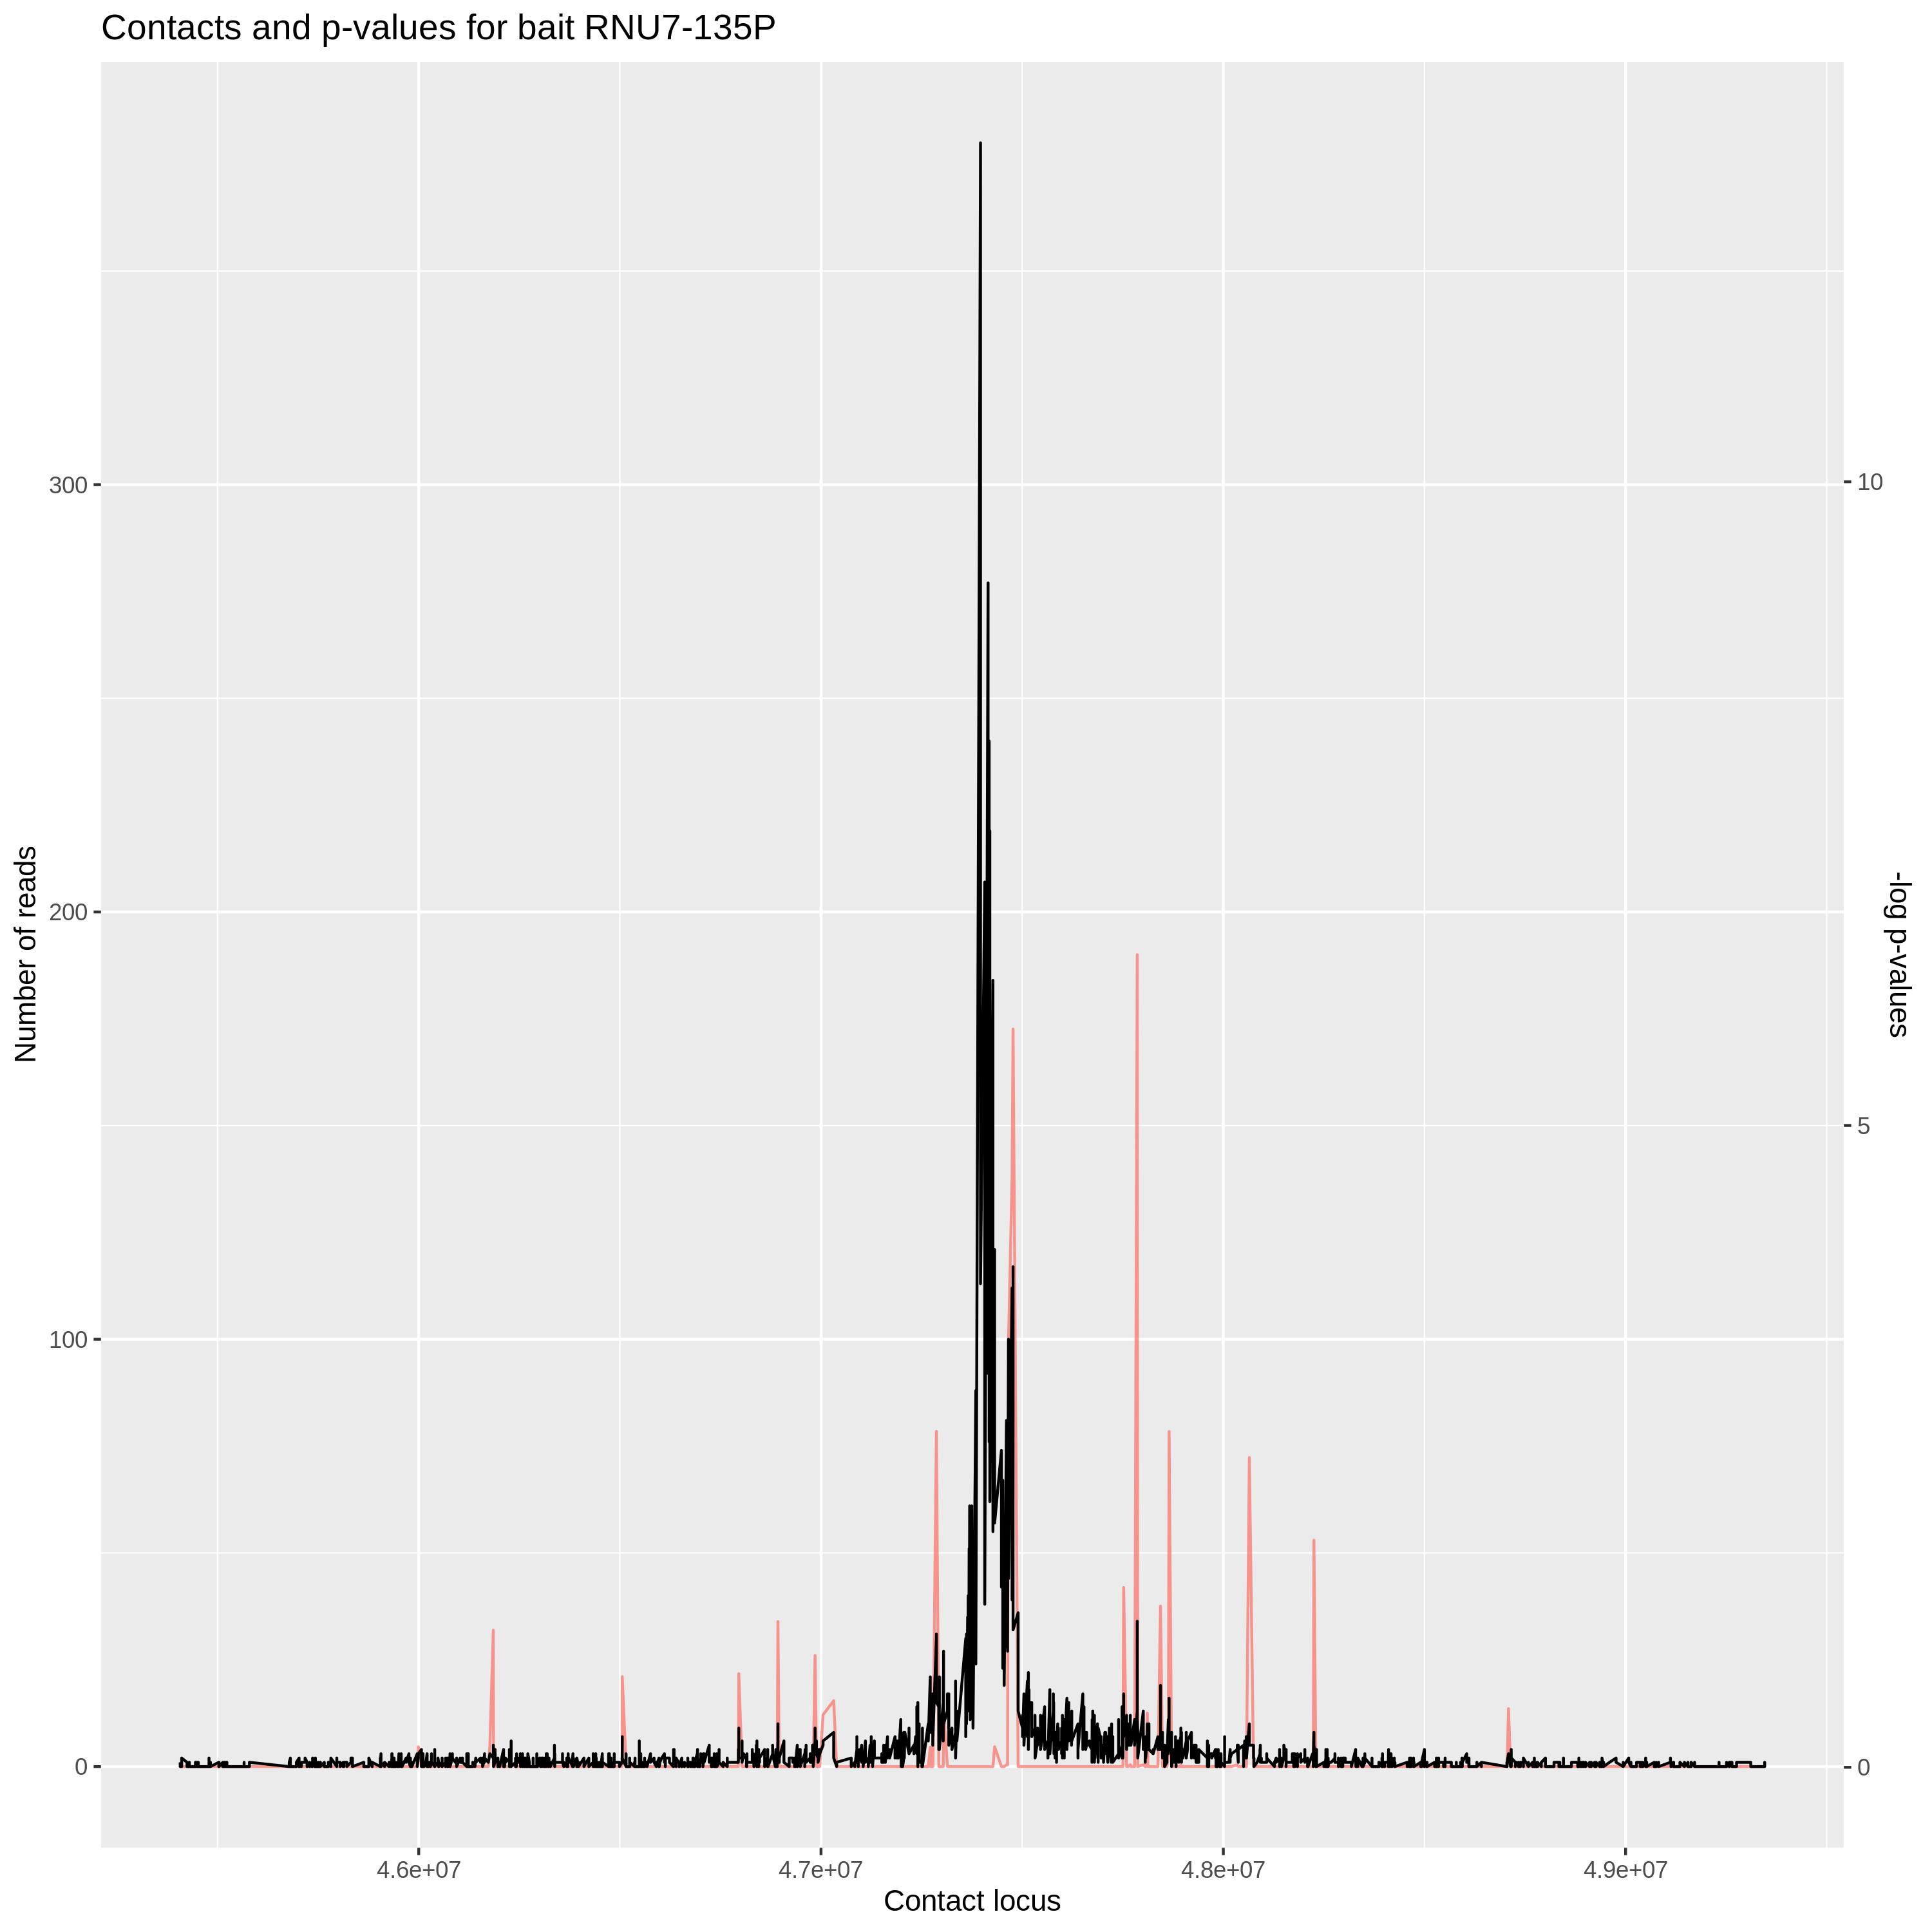 Contacts and p-values for bait RNU7-135P
300
200
100
0
Number of reads
10
5
0
-log p-values
4.6e+07
4.7e+07
4.8e+07
4.9e+07
Contact locus